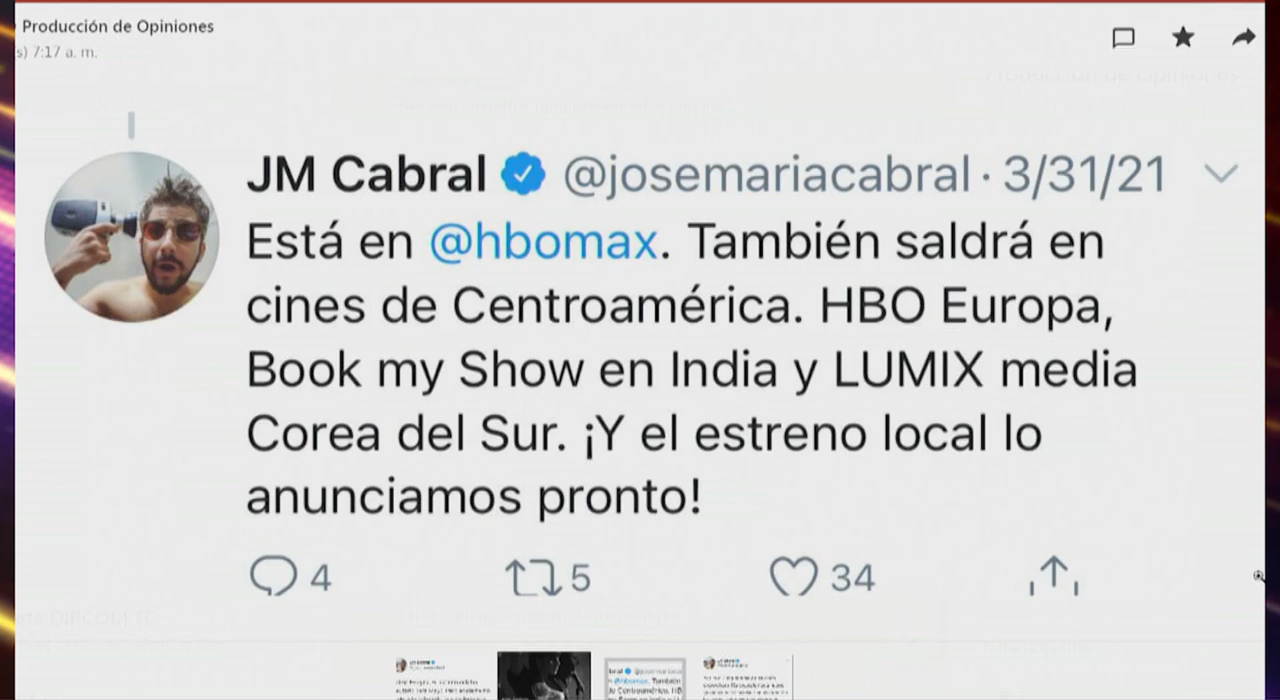 Producción de Opiniones
s) 7:17 a. m.
JM Cabral @josemariacabral · 3/31/21
Está en @hbomax. También saldrá en
cines de Centroamérica. HBO Europa,
Book my Show en India y LUMIX media
Corea del Sur. ¡Y el estreno local lo
anunciamos pronto!
4 5 34